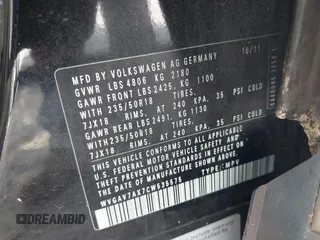 MFD BY VOLKSWAGEN AG GERMANY 10/11
GVWR LBS 4806 KG 2180
GAWR FRONT LBS 2425 KG 1100
WITH 235/50R18 TIRES
7JX18 RIMS, AT 240 KPA, 35 PSI COLD
GAWR REAR LBS 2491 KG 1130
WITH 235/50R18 TIRES
7JX18 RIMS, AT 240 KPA, 35 PSI COLD
THIS VEHICLE CONFORMS TO ALL APPLICABLE
U.S. FEDERAL MOTOR VEHICLE SAFETY AND
THEFT PREVENTION STANDARDS IN EFFECT
ON THE DATE OF MANUFACTURE SHOWN ABOVE
WVGAV7AX7CW536575 TYPE: MPV